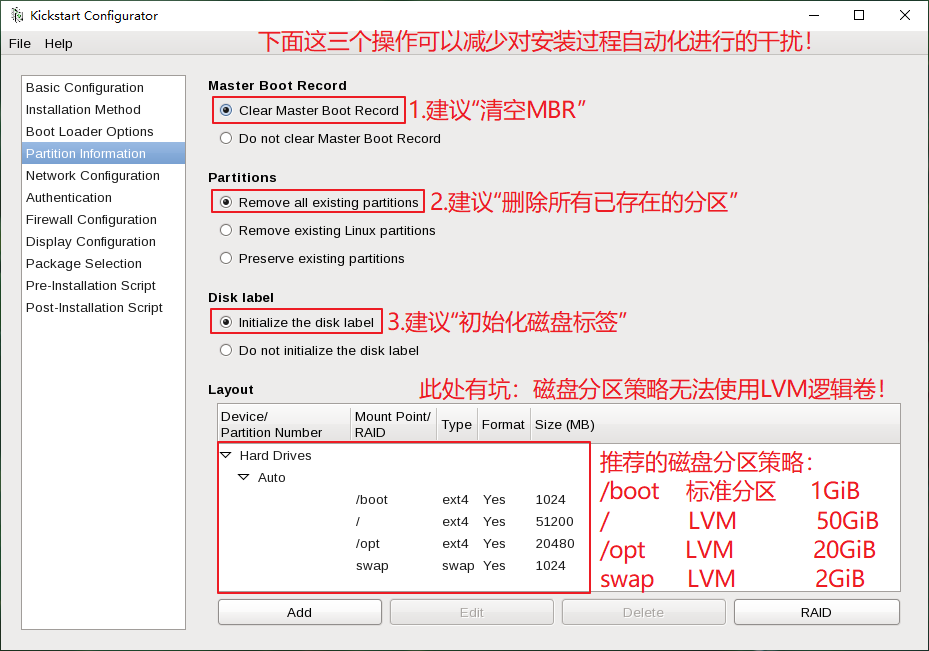 Kickstart Configurator
File Help
下面这三个操作可以减少对安装过程自动化进行的干扰！
Basic Configuration
Installation Method
Boot Loader Options
Partition Information
Network Configuration
Authentication
Firewall Configuration
Display Configuration
Package Selection
Pre-Installation Script
Post-Installation Script
Master Boot Record
Clear Master Boot Record 1.建议“清空MBR”
Do not clear Master Boot Record
Partitions
Remove all existing partitions 2.建议“删除所有已存在的分区”
Remove existing Linux partitions
Preserve existing partitions
Disk label
Initialize the disk label 3.建议“初始化磁盘标签”
Do not initialize the disk label
Layout 此处有坑：磁盘分区策略无法使用LVM逻辑卷！
Device/
Partition Number
Mount Point/
RAID
Type Format Size (MB)
Hard Drives
Auto
/boot ext4 Yes 1024
/ ext4 Yes 51200
/opt ext4 Yes 20480
swap swap Yes 1024
推荐的磁盘分区策略：
/boot 标准分区 1GiB
/ LVM 50GiB
/opt LVM 20GiB
swap LVM 2GiB
Add Edit Delete RAID